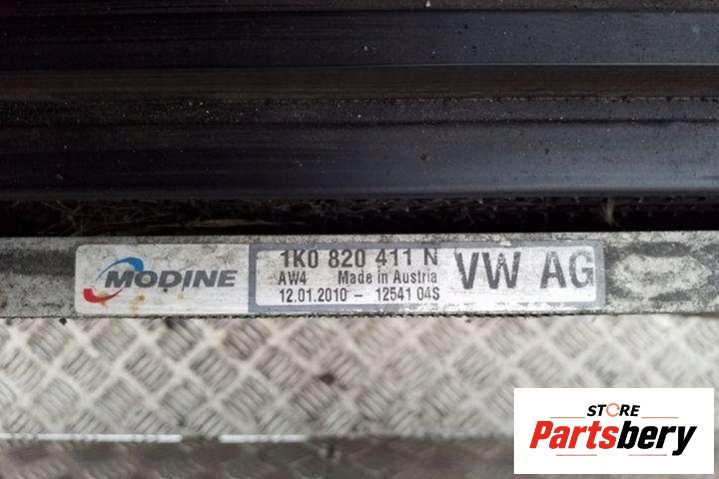 MODINE
1K0 820 411 N
AW4 Made in Austria
12.01.2010 - 12541 04S
VW AG
STORE
Partsbery